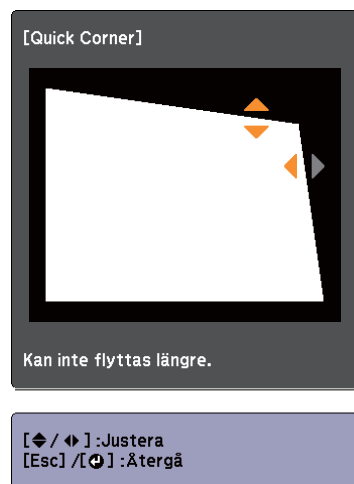 [Quick Corner]
Kan inte flyttas längre.
[◆/◆] :Justera
[Esc] /[⏎] :Återgå